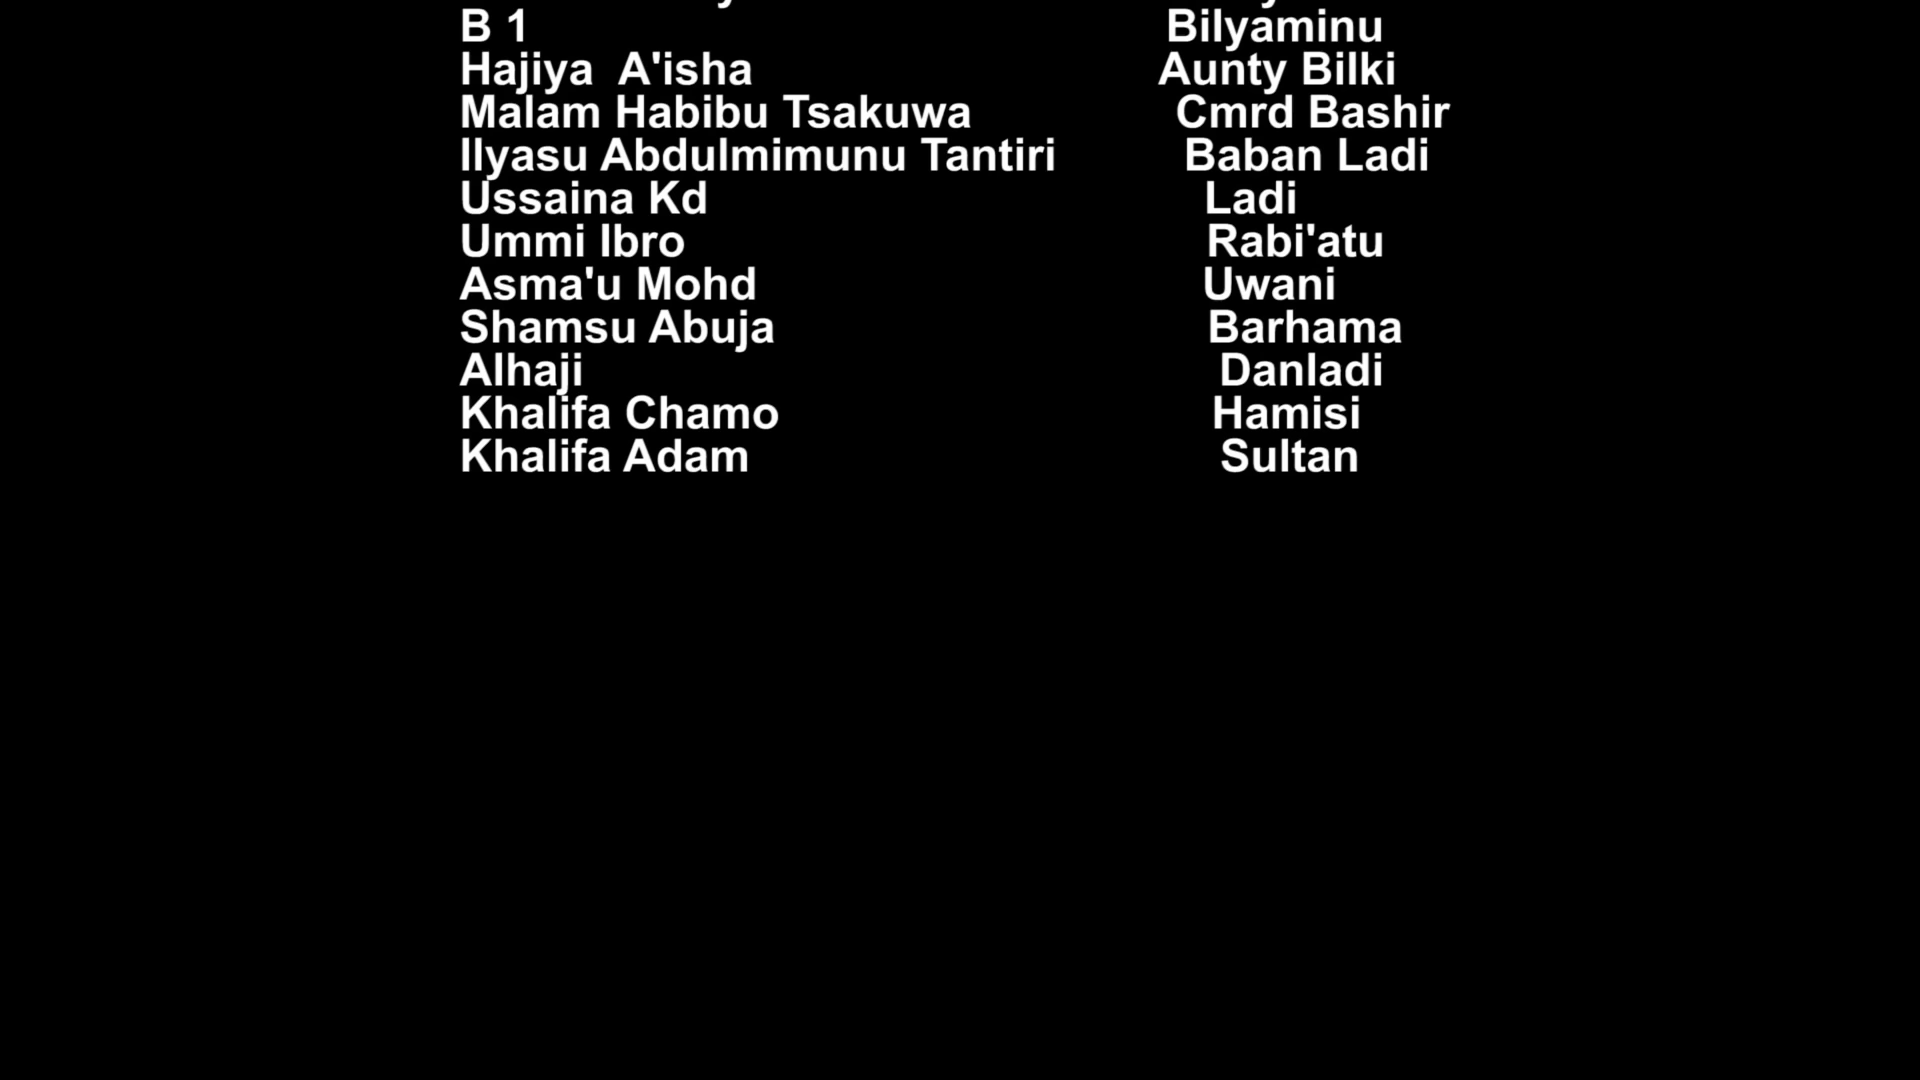 B 1 Bilyaminu
Hajiya A'isha Aunty Bilki
Malam Habibu Tsakuwa Cmrd Bashir
Ilyasu Abdulmimunu Tantiri Baban Ladi
Ussaina Kd Ladi
Ummi Ibro Rabi'atu
Asma'u Mohd Uwani
Shamsu Abuja Barhama
Alhaji Danladi
Khalifa Chamo Hamisi
Khalifa Adam Sultan